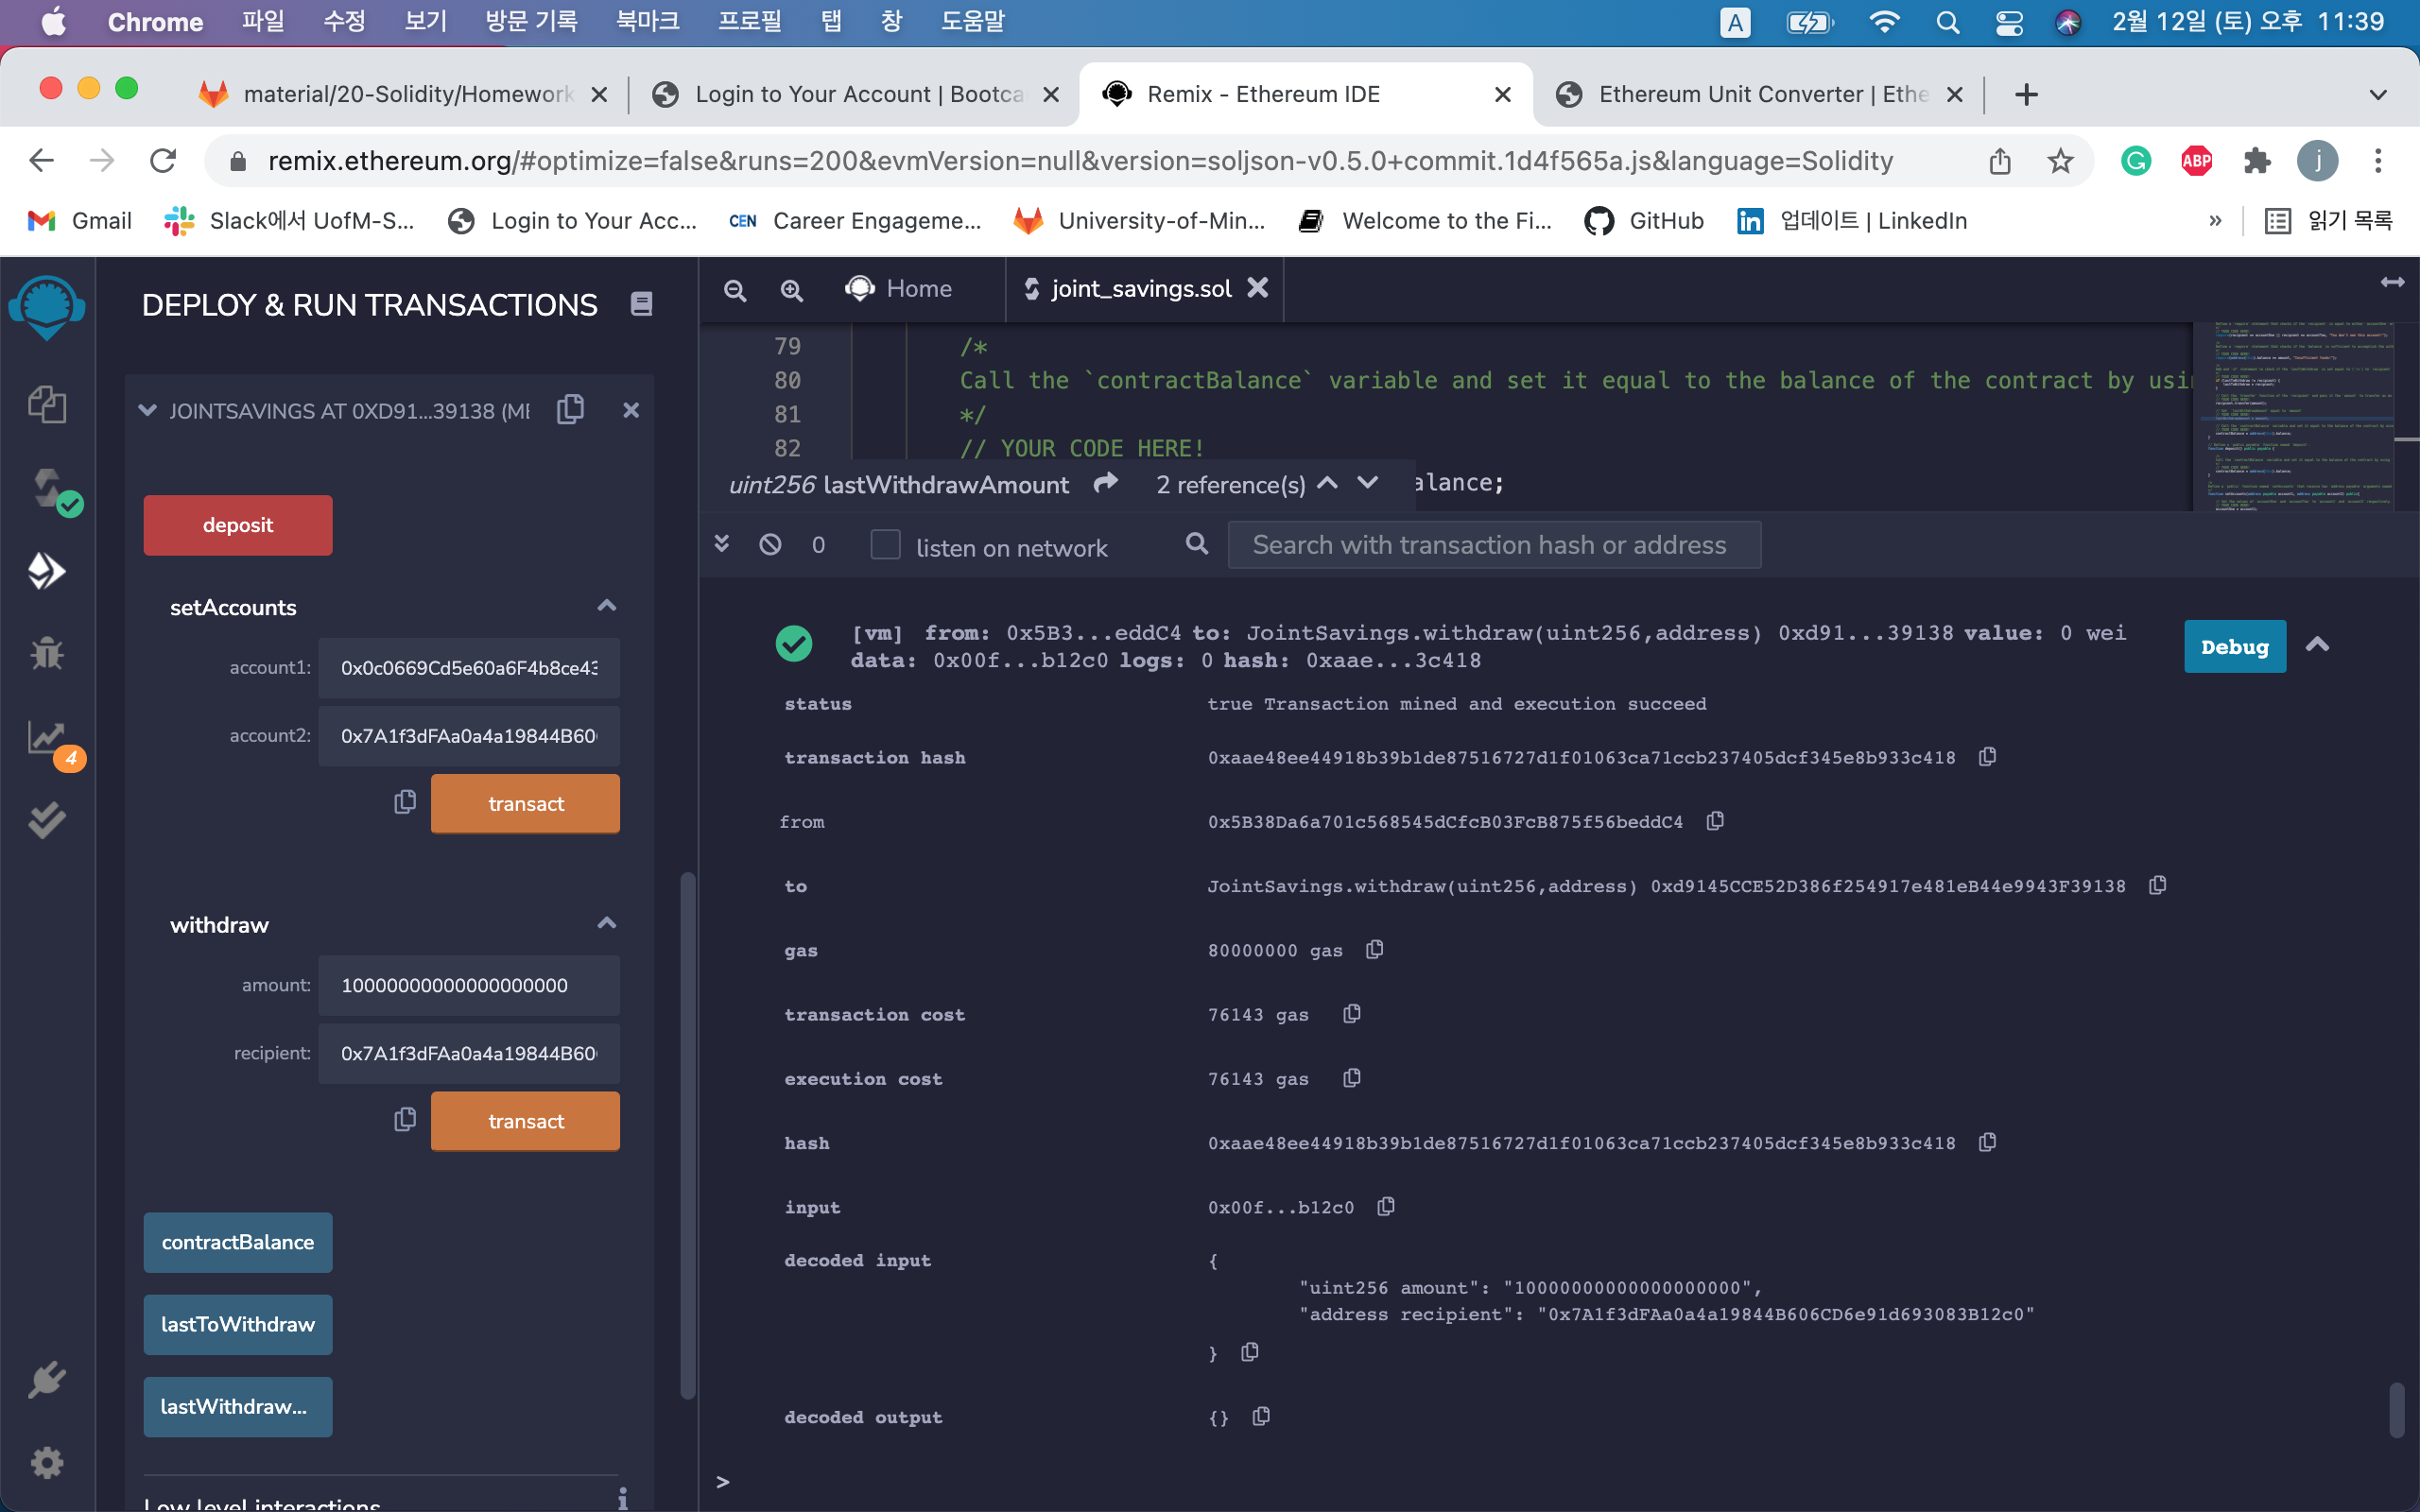 Chrome 파일 수정 보기 방문 기록 북마크 프로필 탭 창 도움말 A 2월 12일 (토) 오후 11:39
material/20-Solidity/Homework Login to Your Account | Bootca Remix - Ethereum IDE Ethereum Unit Converter | Ethe
remix.ethereum.org/#optimize=false&runs=200&evmVersion=null&version=soljson-v0.5.0+commit.1d4f565a.js&language=Solidity ABP j
Gmail Slack에서 UofM-S... Login to Your Acc... CEN Career Engageme... University-of-Min... Welcome to the Fi... GitHub 업데이트 | LinkedIn » 읽기 목록
DEPLOY & RUN TRANSACTIONS
JOINTSAVINGS AT 0XD91...39138 (ME
deposit
setAccounts
account1: 0x0c0669Cd5e60a6F4b8ce43
account2: 0x7A1f3dFAa0a4a19844B60
transact
4
withdraw
amount: 10000000000000000000
recipient: 0x7A1f3dFAa0a4a19844B60
transact
contractBalance
lastToWithdraw
lastWithdraw...
Low level interactions
Home joint_savings.sol
79 /*
80 Call the `contractBalance` variable and set it equal to the balance of the contract by usi
81 */
82 // YOUR CODE HERE!
uint256 lastWithdrawAmount 2 reference(s) alance;
0 listen on network Search with transaction hash or address
[vm] from: 0x5B3...eddC4 to: JointSavings.withdraw(uint256,address) 0xd91...39138 value: 0 wei
data: 0x00f...b12c0 logs: 0 hash: 0xaae...3c418
Debug
status true Transaction mined and execution succeed
transaction hash 0xaae48ee44918b39b1de87516727d1f01063ca71ccb237405dcf345e8b933c418
from 0x5B38Da6a701c568545dCfcB03FcB875f56beddC4
to JointSavings.withdraw(uint256,address) 0xd9145CCE52D386f254917e481eB44e9943F39138
gas 80000000 gas
transaction cost 76143 gas
execution cost 76143 gas
hash 0xaae48ee44918b39b1de87516727d1f01063ca71ccb237405dcf345e8b933c418
input 0x00f...b12c0
decoded input {
"uint256 amount": "10000000000000000000",
"address recipient": "0x7A1f3dFAa0a4a19844B606CD6e91d693083B12c0"
}
decoded output {}
>